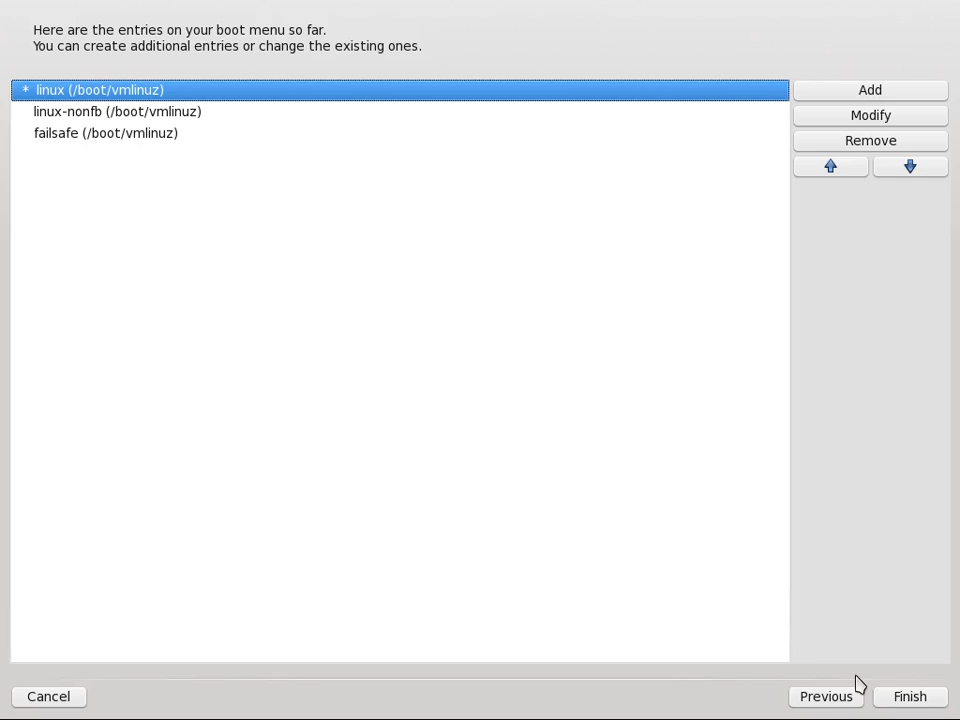 Here are the entries on your boot menu so far.
You can create additional entries or change the existing ones.
* linux (/boot/vmlinuz)
linux-nonfb (/boot/vmlinuz)
failsafe (/boot/vmlinuz)
Add
Modify
Remove
Cancel
Previous
Finish